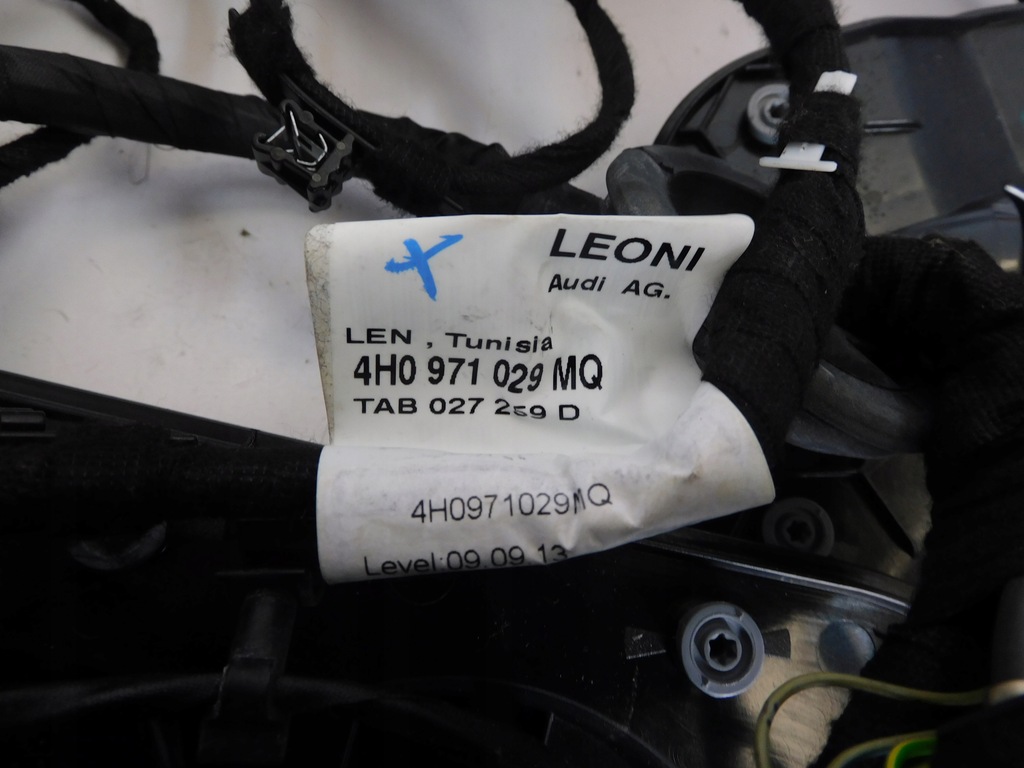 LEONI
Audi AG.
LEN , Tunisia
4H0 971 029 MQ
TAB 027 259 D
4H0971029MQ
Level:09.09.13